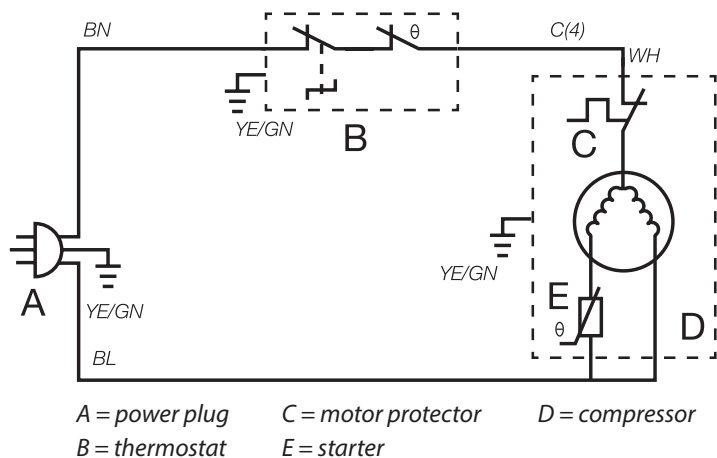 BN
θ
C(4)
WH
YE/GN
B
C
YE/GN
A
YE/GN
E
θ
D
BL
A = power plug
C = motor protector
D = compressor
B = thermostat
E = starter